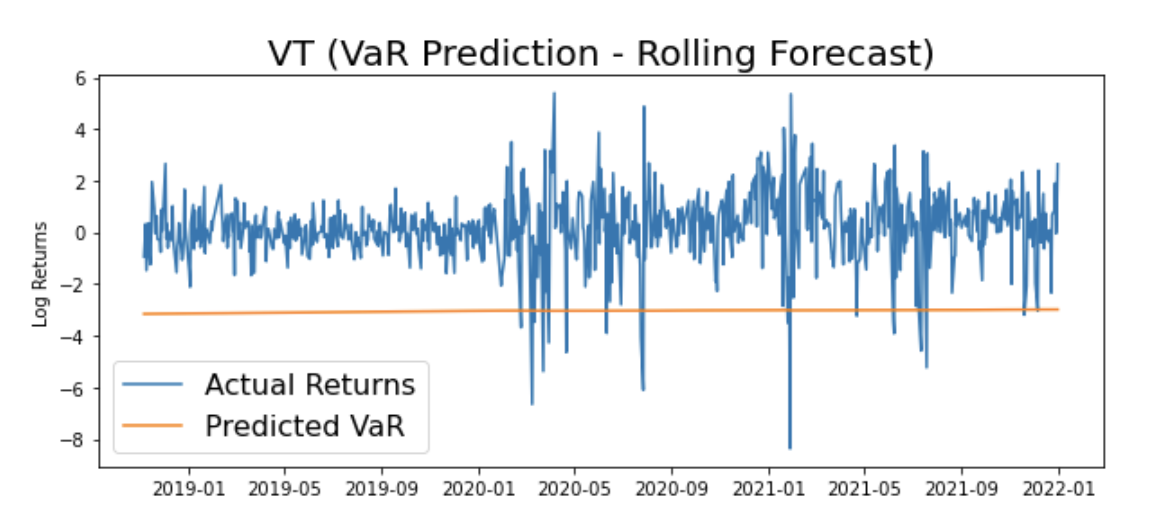 VT (VaR Prediction - Rolling Forecast)
6
4
2
0
−2
−4
−6
−8
Log Returns
Actual Returns
Predicted VaR
2019-01 2019-05 2019-09 2020-01 2020-05 2020-09 2021-01 2021-05 2021-09 2022-01